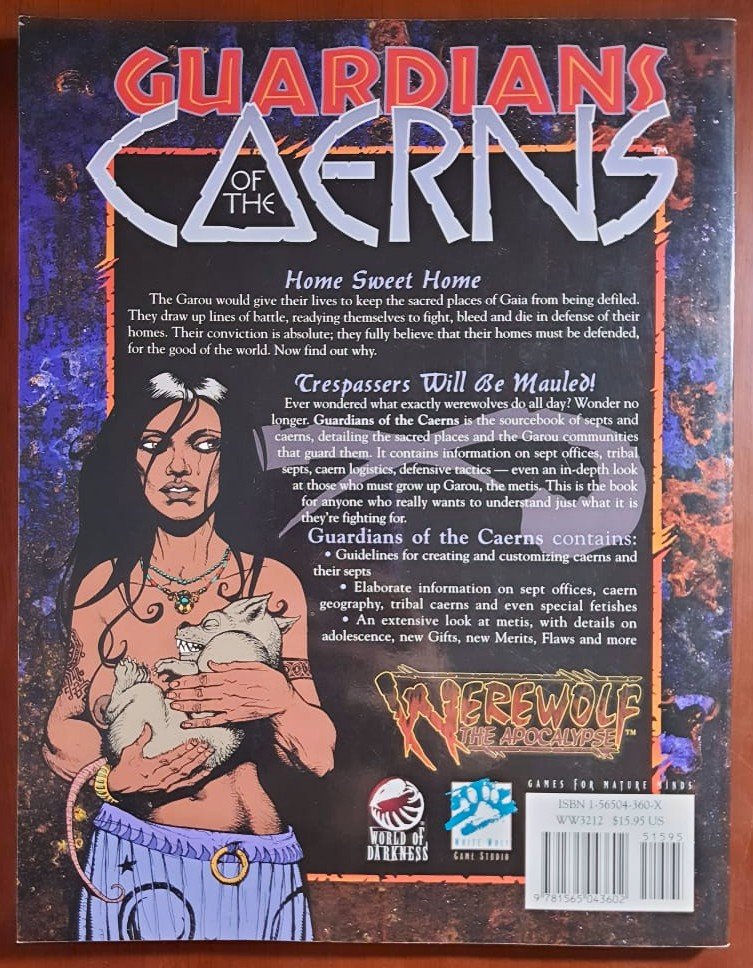 GUARDIANS
OF THE
CAERNS™
Home Sweet Home
The Garou would give their lives to keep the sacred places of Gaia from being defiled.
They draw up lines of battle, readying themselves to fight, bleed and die in defense of their
homes. Their conviction is absolute; they fully believe that their homes must be defended,
for the good of the world. Now find out why.
Trespassers Will Be Mauled!
Ever wondered what exactly werewolves do all day? Wonder no
longer. Guardians of the Caerns is the sourcebook of septs and
caerns, detailing the sacred places and the Garou communities
that guard them. It contains information on sept offices, tribal
septs, caern logistics, defensive tactics — even an in-depth look
at those who must grow up Garou, the metis. This is the book
for anyone who really wants to understand just what it is
they're fighting for.
Guardians of the Caerns contains:
• Guidelines for creating and customizing caerns and
their septs
• Elaborate information on sept offices, caern
geography, tribal caerns and even special fetishes
• An extensive look at metis, with details on
adolescence, new Gifts, new Merits, Flaws and more
WEREWOLF
THE APOCALYPSE™
GAMES FOR MATURE MINDS
WORLD OF
DARKNESS
WHITE WOLF
GAME STUDIO
ISBN 1-56504-360-X
WW3212 $15.95 US
51595
9 781565 043602